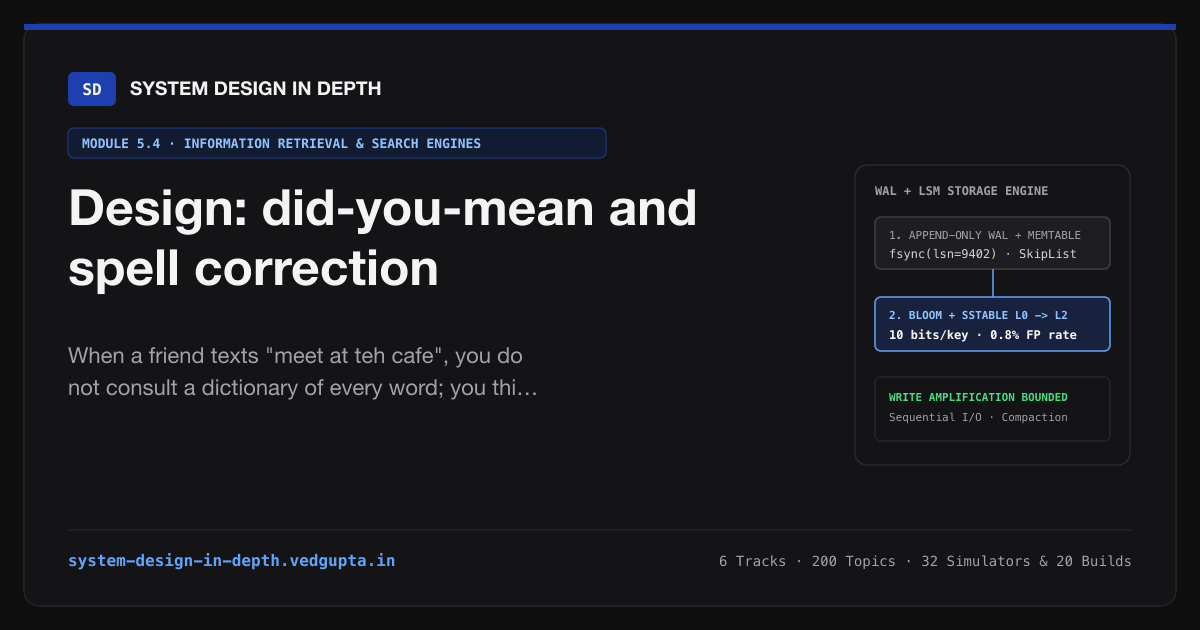 SD
SYSTEM DESIGN IN DEPTH
MODULE 5.4 · INFORMATION RETRIEVAL & SEARCH ENGINES
Design: did-you-mean and
spell correction
When a friend texts "meet at teh cafe", you do
not consult a dictionary of every word; you thi…
WAL + LSM STORAGE ENGINE
1. APPEND-ONLY WAL + MEMTABLE
fsync(lsn=9402) · SkipList
2. BLOOM + SSTABLE L0 -> L2
10 bits/key · 0.8% FP rate
WRITE AMPLIFICATION BOUNDED
Sequential I/O · Compaction
system-design-in-depth.vedgupta.in
6 Tracks · 200 Topics · 32 Simulators & 20 Builds